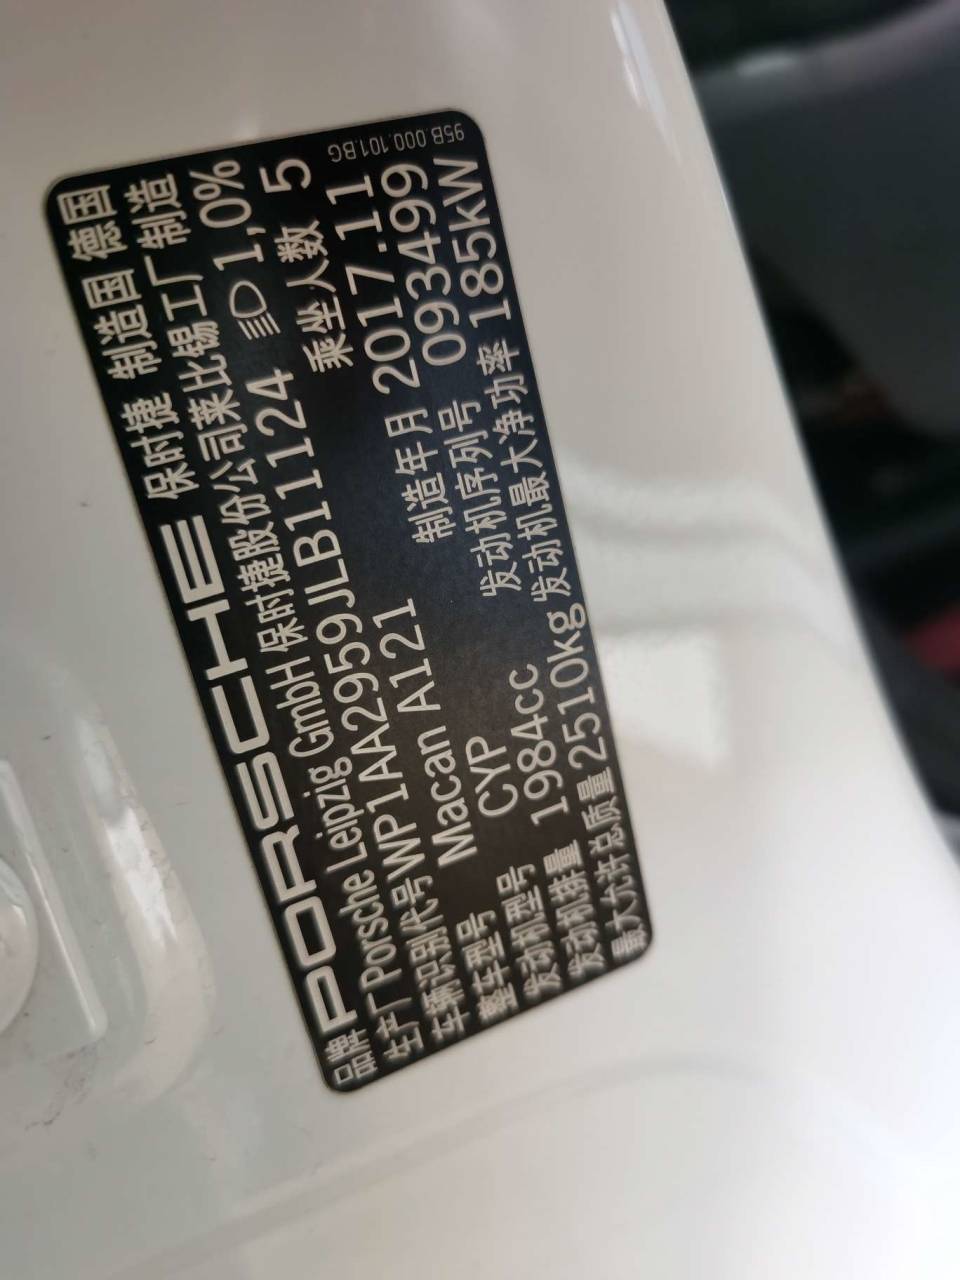 95B.000.101.BG
品牌 PORSCHE 保时捷 制造国 德国
生产厂 Porsche Leipzig GmbH 保时捷股份公司莱比锡工厂制造
车辆识别代号 WP1AA2959JLB11124 1,0%
整车型号 Macan A121 乘坐人数 5
发动机型号 CYP 制造年月 2017.11
发动机排量 1984cc 发动机序列号 093499
最大允许总质量 2510kg 发动机最大净功率 185kW